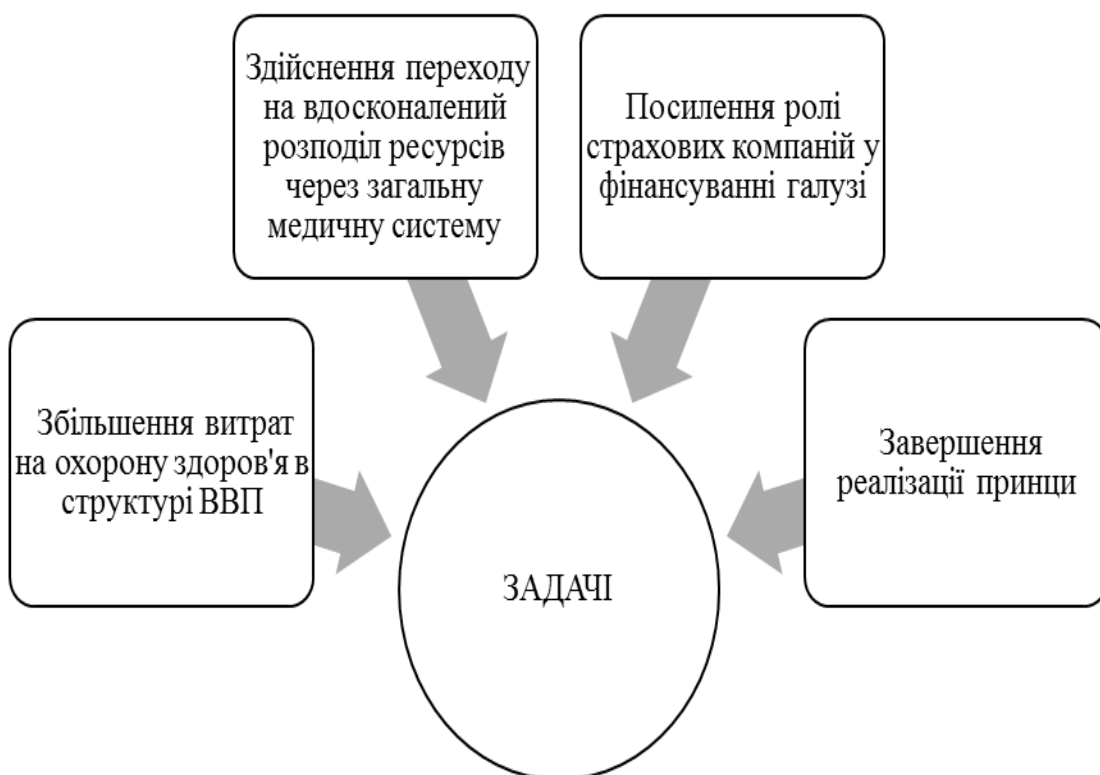 Здійснення переходу
на вдосконалений
розподіл ресурсів
через загальну
медичну систему
Посилення ролі
страхових компаній у
фінансуванні галузі
Збільшення витрат
на охорону здоров'я в
структурі ВВП
Завершення
реалізації принци
ЗАДАЧІ